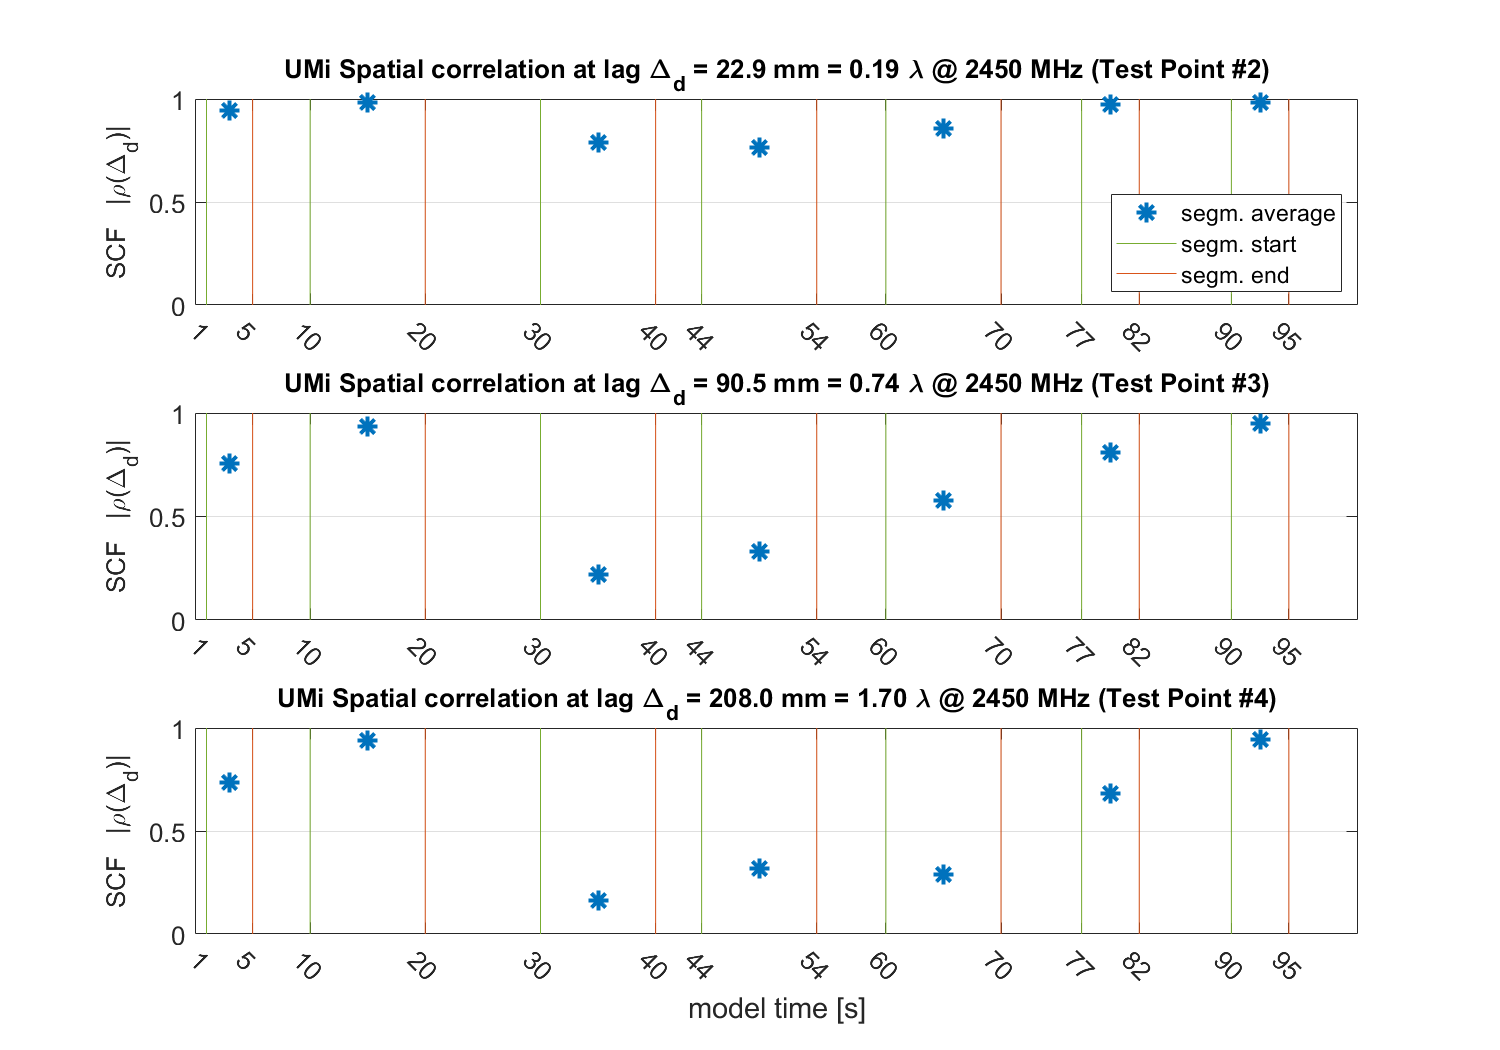 UMi Spatial correlation at lag Δd = 22.9 mm = 0.19 λ @ 2450 MHz (Test Point #2)
SCF |ρ(Δd)|
1
0.5
0
segm. average
segm. start
segm. end
1 5 10 20 30 40 44 54 60 70 77 82 90 95
UMi Spatial correlation at lag Δd = 90.5 mm = 0.74 λ @ 2450 MHz (Test Point #3)
SCF |ρ(Δd)|
1
0.5
0
1 5 10 20 30 40 44 54 60 70 77 82 90 95
UMi Spatial correlation at lag Δd = 208.0 mm = 1.70 λ @ 2450 MHz (Test Point #4)
SCF |ρ(Δd)|
1
0.5
0
1 5 10 20 30 40 44 54 60 70 77 82 90 95
model time [s]